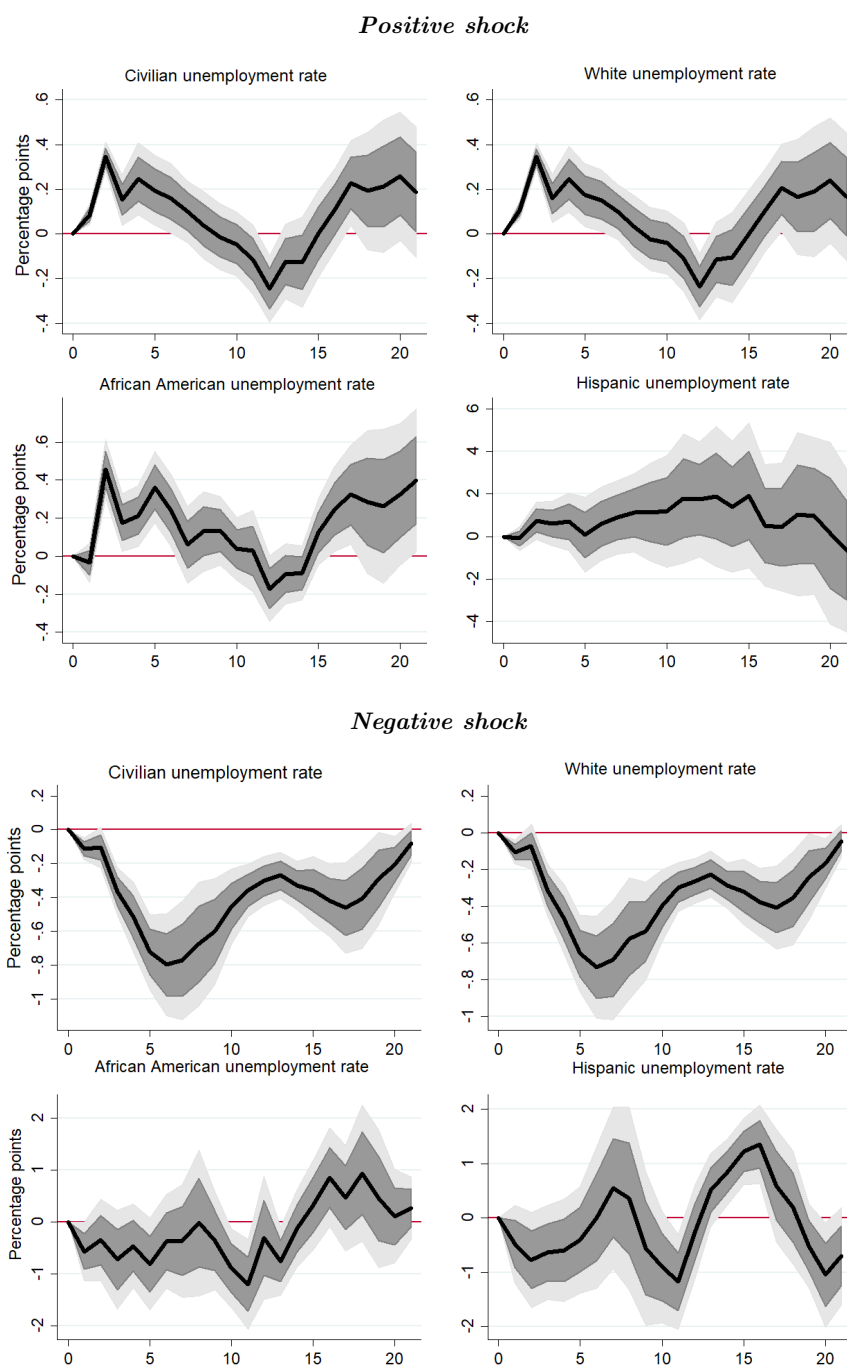 Positive shock
Civilian unemployment rate
White unemployment rate
Percentage points
.6
.4
.2
0
-.2
-.4
0 5 10 15 20
.6
.4
.2
0
-.2
-.4
0 5 10 15 20
African American unemployment rate
Hispanic unemployment rate
Percentage points
.6
.4
.2
0
-.2
-.4
0 5 10 15 20
6
4
2
0
-2
-4
0 5 10 15 20
Negative shock
Civilian unemployment rate
White unemployment rate
Percentage points
.2
0
-.2
-.4
-.6
-.8
-1
0 5 10 15 20
.2
0
-.2
-.4
-.6
-.8
-1
0 5 10 15 20
African American unemployment rate
Hispanic unemployment rate
Percentage points
2
1
0
-1
-2
0 5 10 15 20
2
1
0
-1
-2
0 5 10 15 20